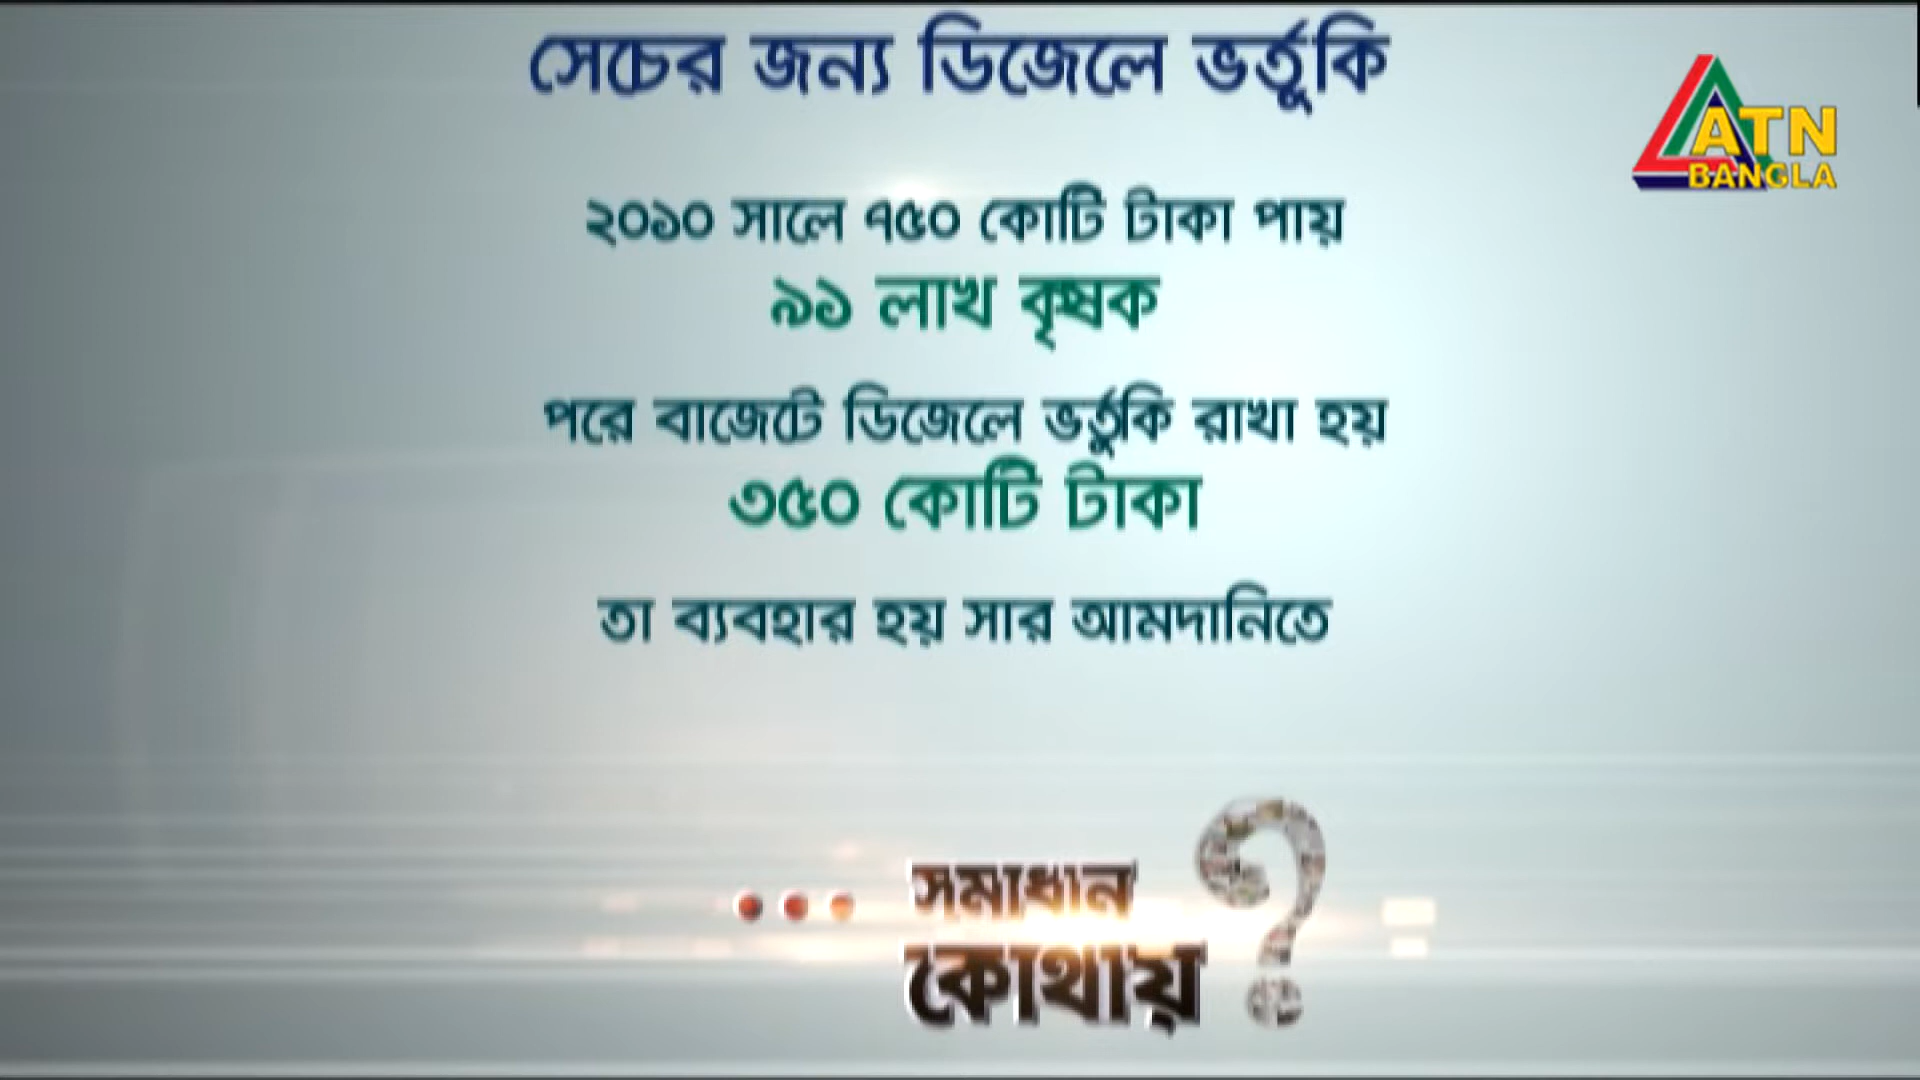 সেচের জন্য ডিজেলে ভর্তূকি
ATN
BANGLA
২০১০ সালে ৭৫০ কোটি টাকা পায়
৯১ লাখ কৃষক
পরে বাজেটে ডিজেলে ভর্তুকি রাখা হয়
৩৫০ কোটি টাকা
তা ব্যবহার হয় সার আমদানিতে
... সমাধান
কোথায় ?